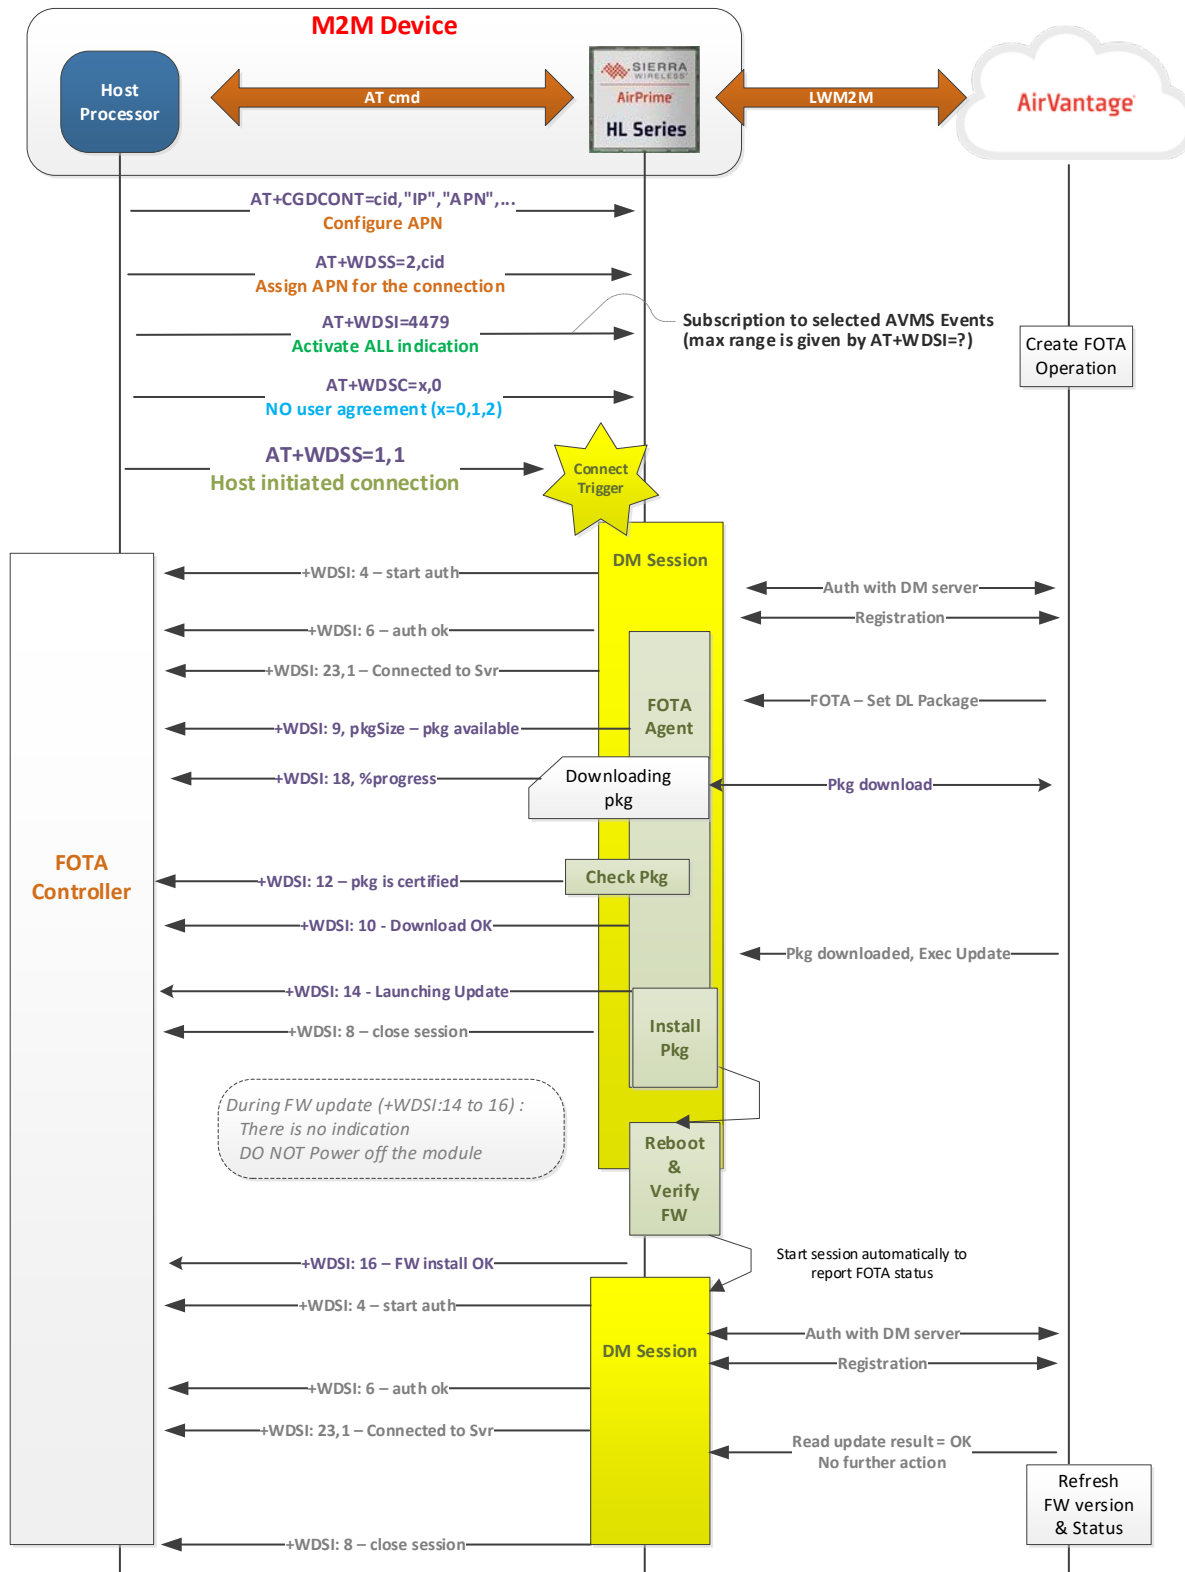 M2M Device
Host
Processor
AT cmd
SIERRA
WIRELESS
AirPrime
HL Series
LWM2M
AirVantage
AT+CGDCONT=cid,"IP","APN",...
Configure APN
AT+WDSS=2,cid
Assign APN for the connection
AT+WDSI=4479
Activate ALL indication
Subscription to selected AVMS Events
(max range is given by AT+WDSI=?)
Create FOTA
Operation
AT+WDSC=x,0
NO user agreement (x=0,1,2)
AT+WDSS=1,1
Host initiated connection
Connect
Trigger
DM Session
+WDSI: 4 – start auth
Auth with DM server
Registration
+WDSI: 6 – auth ok
+WDSI: 23,1 – Connected to Svr
FOTA
Agent
FOTA – Set DL Package
+WDSI: 9, pkgSize – pkg available
+WDSI: 18, %progress
Downloading
pkg
Pkg download
FOTA
Controller
+WDSI: 12 – pkg is certified
Check Pkg
+WDSI: 10 - Download OK
Pkg downloaded, Exec Update
+WDSI: 14 - Launching Update
+WDSI: 8 – close session
Install
Pkg
During FW update (+WDSI:14 to 16) :
There is no indication
DO NOT Power off the module
Reboot
&
Verify
FW
+WDSI: 16 – FW install OK
Start session automatically to
report FOTA status
+WDSI: 4 – start auth
DM Session
Auth with DM server
Registration
+WDSI: 6 – auth ok
+WDSI: 23,1 – Connected to Svr
Read update result = OK
No further action
Refresh
FW version
& Status
+WDSI: 8 – close session